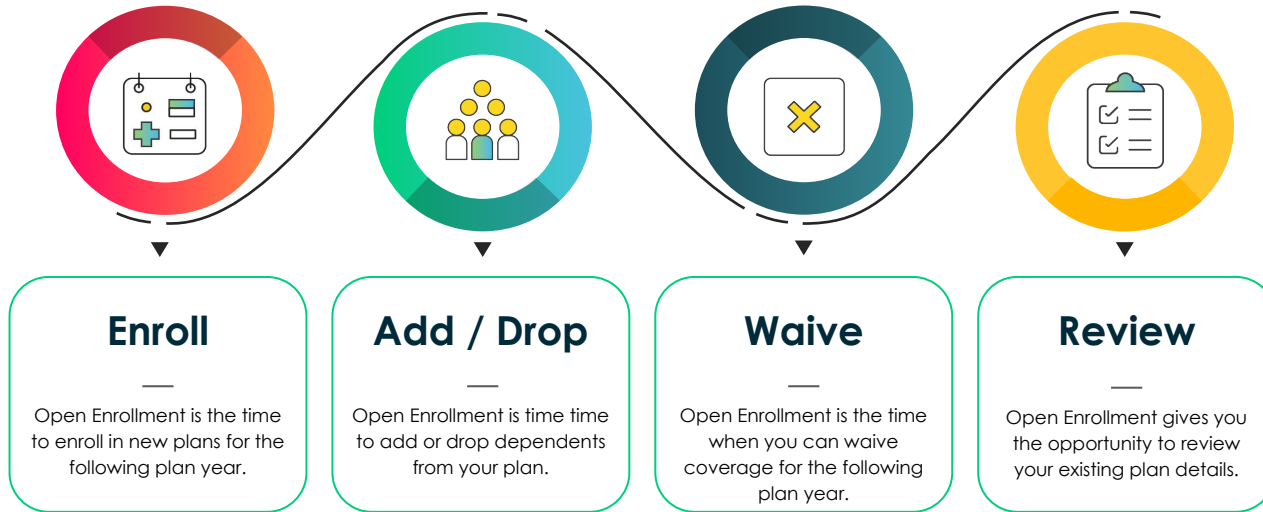 Enroll
Open Enrollment is the time
to enroll in new plans for the
following plan year.
Add / Drop
Open Enrollment is time time
to add or drop dependents
from your plan.
Waive
Open Enrollment is the time
when you can waive
coverage for the following
plan year.
Review
Open Enrollment gives you
the opportunity to review
your existing plan details.